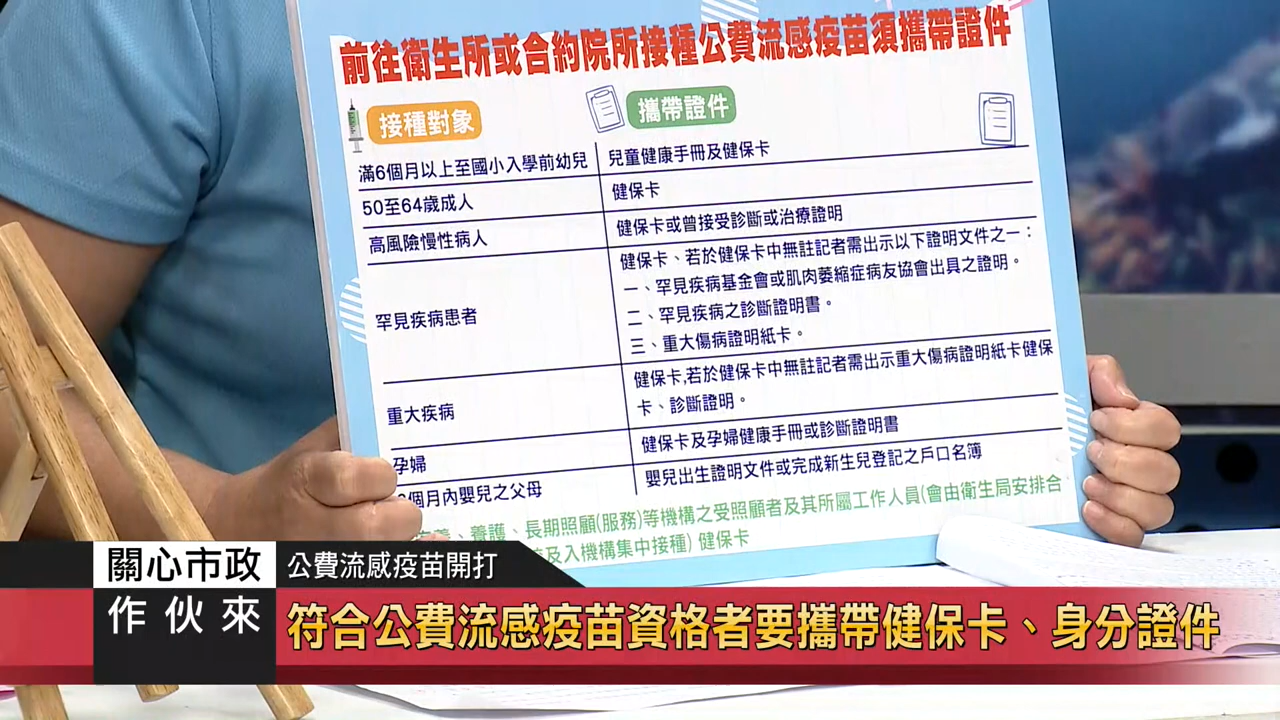 前往衛生所或合約院所接種公費流感疫苗須攜帶證件
接種對象
攜帶證件
滿6個月以上至國小入學前幼兒
兒童健康手冊及健保卡
50至64歲成人
健保卡
高風險慢性病人
健保卡或曾接受診斷或治療證明
罕見疾病患者
健保卡、若於健保卡中無註記者需出示以下證明文件之一：
一、罕見疾病基金會或肌肉萎縮症病友協會出具之證明。
二、罕見疾病之診斷證明書。
三、重大傷病證明紙卡。
重大疾病
健保卡,若於健保卡中無註記者需出示重大傷病證明紙卡健保
卡、診斷證明。
孕婦
健保卡及孕婦健康手冊或診斷證明書
個月內嬰兒之父母
嬰兒出生證明文件或完成新生兒登記之戶口名簿
、養護、長期照顧(服務)等機構之受照顧者及其所屬工作人員(會由衛生局安排合
及入機構集中接種) 健保卡
關心市政
作伙來
公費流感疫苗開打
符合公費流感疫苗資格者要攜帶健保卡、身分證件